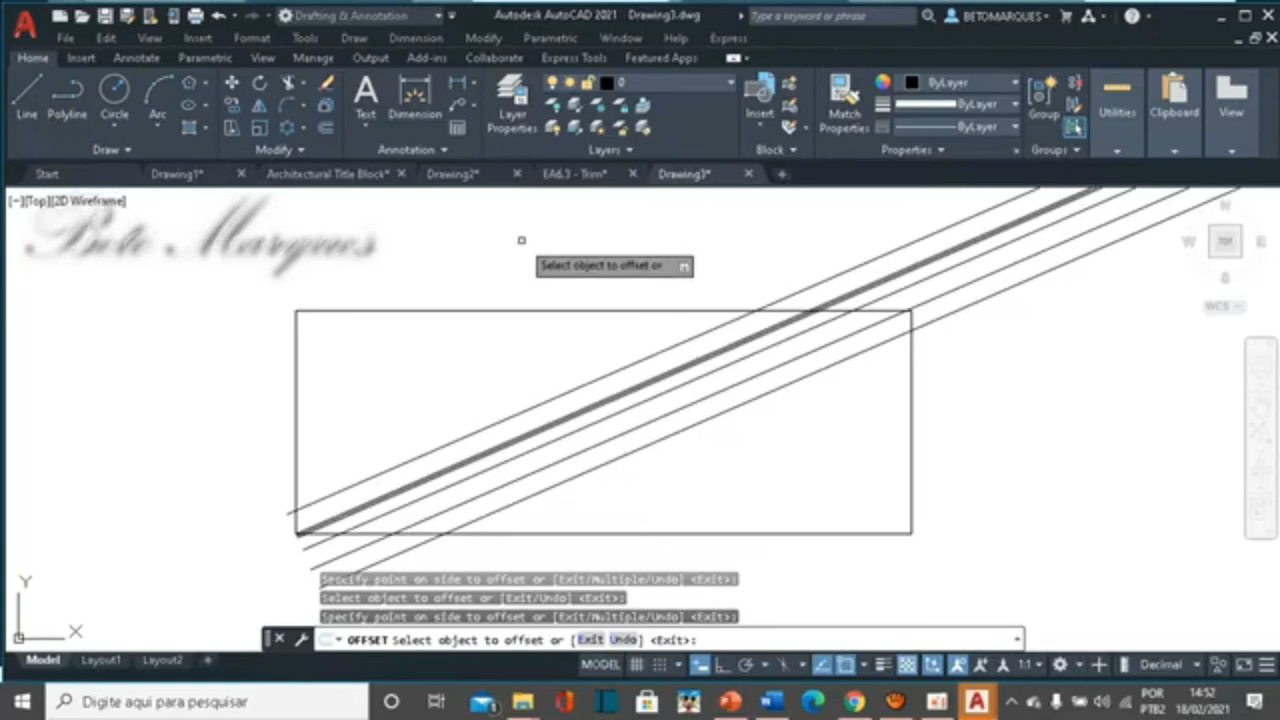 Drafting & Annotation
Autodesk AutoCAD 2021 Drawing3.dwg
Type a keyword or phrase
BETOMARQUES
File Edit View Insert Format Tools Draw Dimension Modify Parametric Window Help Express
Home Insert Annotate Parametric View Manage Output Add-ins Collaborate Express Tools Featured Apps
0
ByLayer
ByLayer
ByLayer
Line Polyline Circle Arc
Text Dimension
Layer Properties
Insert
Match Properties
Group
Utilities Clipboard View
Draw Modify Annotation Layers Block Properties Groups
Start Drawing1* Architectural Title Block* Drawing2* EA6.3 - Trim* Drawing3*
[−][Top][2D Wireframe]
Beto Marques
N
W TOP E
S
WCS
Select object to offset or
Y
X
Specify point on side to offset or [Exit/Multiple/Undo] <Exit>:
Select object to offset or [Exit/Undo] <Exit>:
Specify point on side to offset or [Exit/Multiple/Undo] <Exit>:
OFFSET Select object to offset or [Exit Undo] <Exit>:
Model Layout1 Layout2 +
MODEL 1:1 Decimal
Digite aqui para pesquisar
POR
PTB2
14:52
18/02/2021